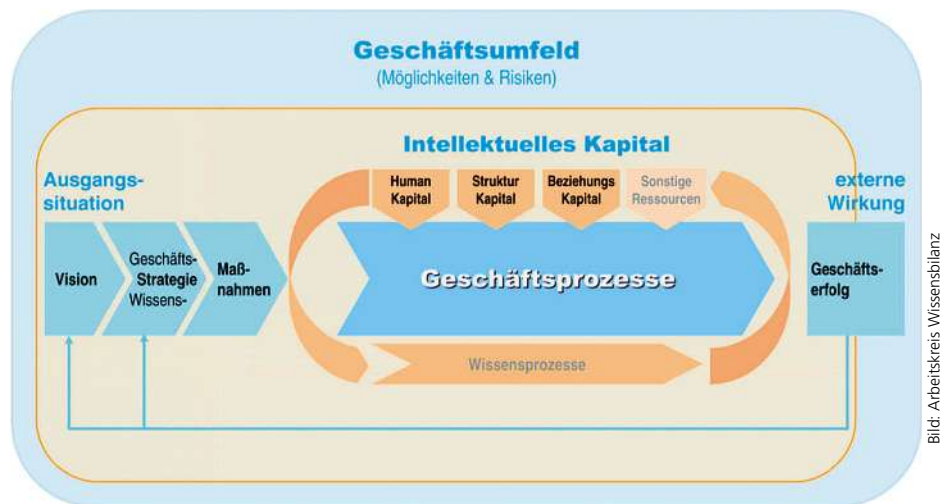 Geschäftsumfeld
(Möglichkeiten & Risiken)
Intellektuelles Kapital
Ausgangs-
situation
Human
Kapital
Struktur
Kapital
Beziehungs
Kapital
Sonstige
Ressourcen
externe
Wirkung
Vision
Geschäfts-
Strategie
Wissens-
Maß-
nahmen
Geschäftsprozesse
Geschäfts-
erfolg
Wissensprozesse
Bild: Arbeitskreis Wissensbilanz